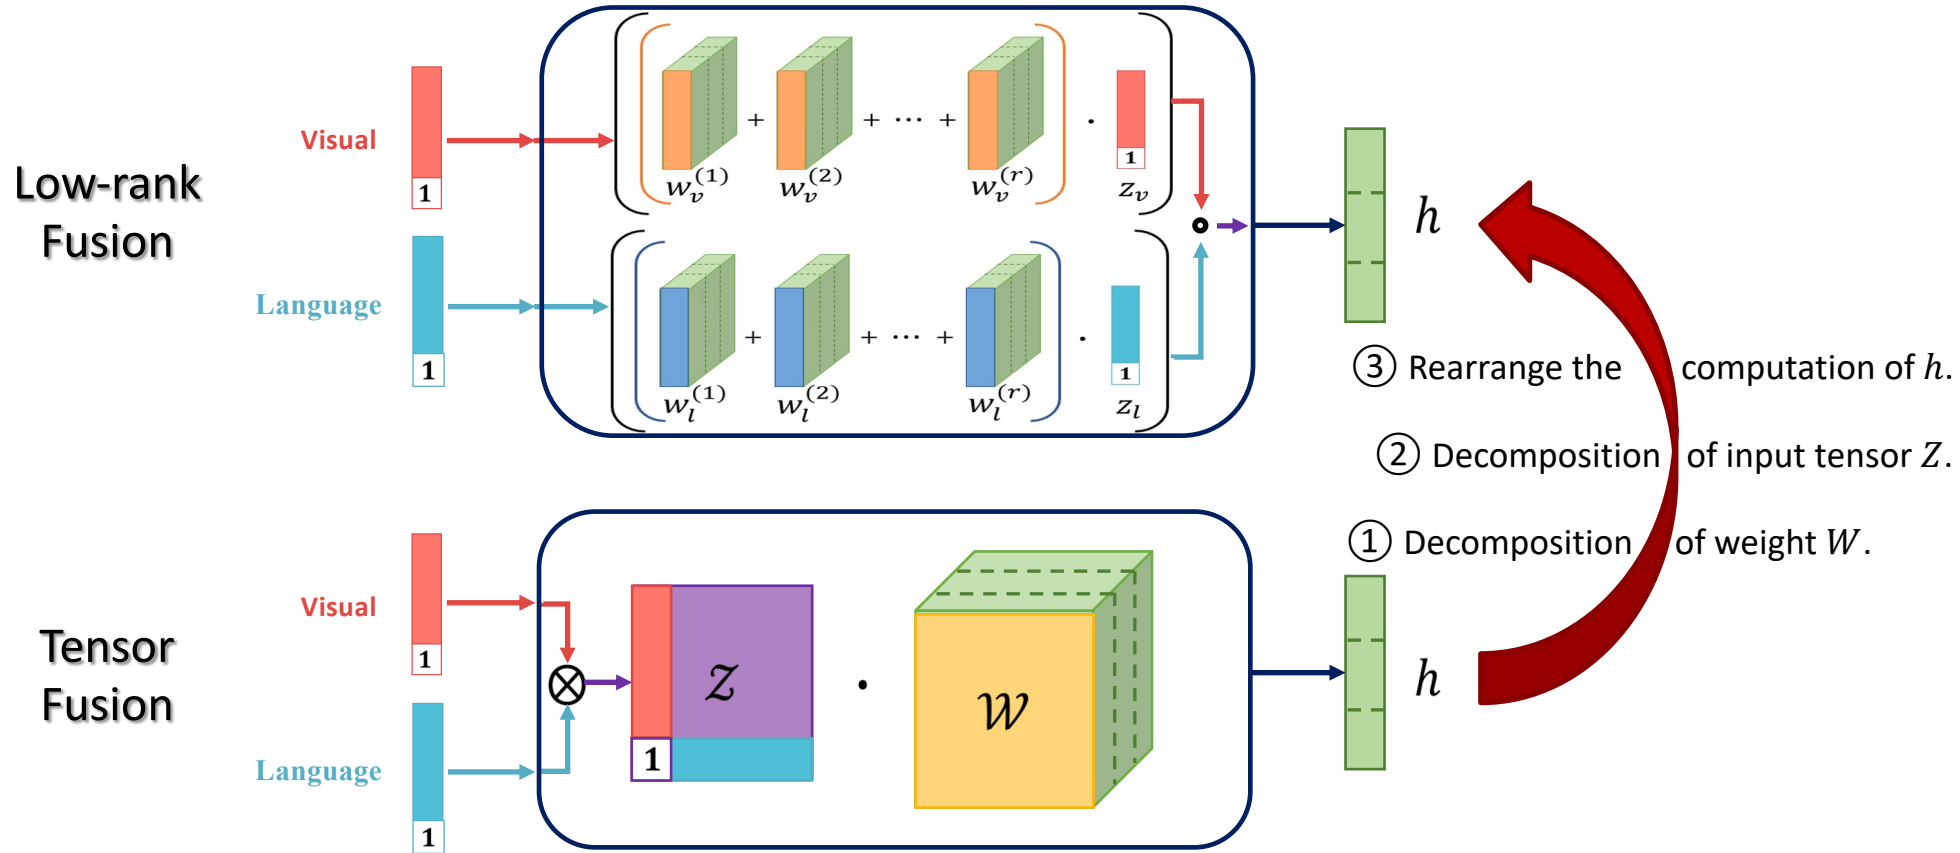 Low-rank
Fusion
Visual
1
Language
1
w_v^{(1)} + w_v^{(2)} + ⋯ + w_v^{(r)} · z_v
1
w_l^{(1)} + w_l^{(2)} + ⋯ + w_l^{(r)} · z_l
1
h
③ Rearrange the computation of h.
② Decomposition of input tensor Z.
① Decomposition of weight W.
Tensor
Fusion
Visual
1
Language
1
⊗
Z
1
·
W
h